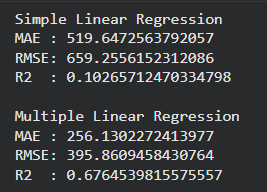 Simple Linear Regression
MAE : 519.6472563792057
RMSE: 659.2556152312086
R2  : 0.10265712470334798

Multiple Linear Regression
MAE : 256.1302272413977
RMSE: 395.8609458430764
R2  : 0.6764539815575557